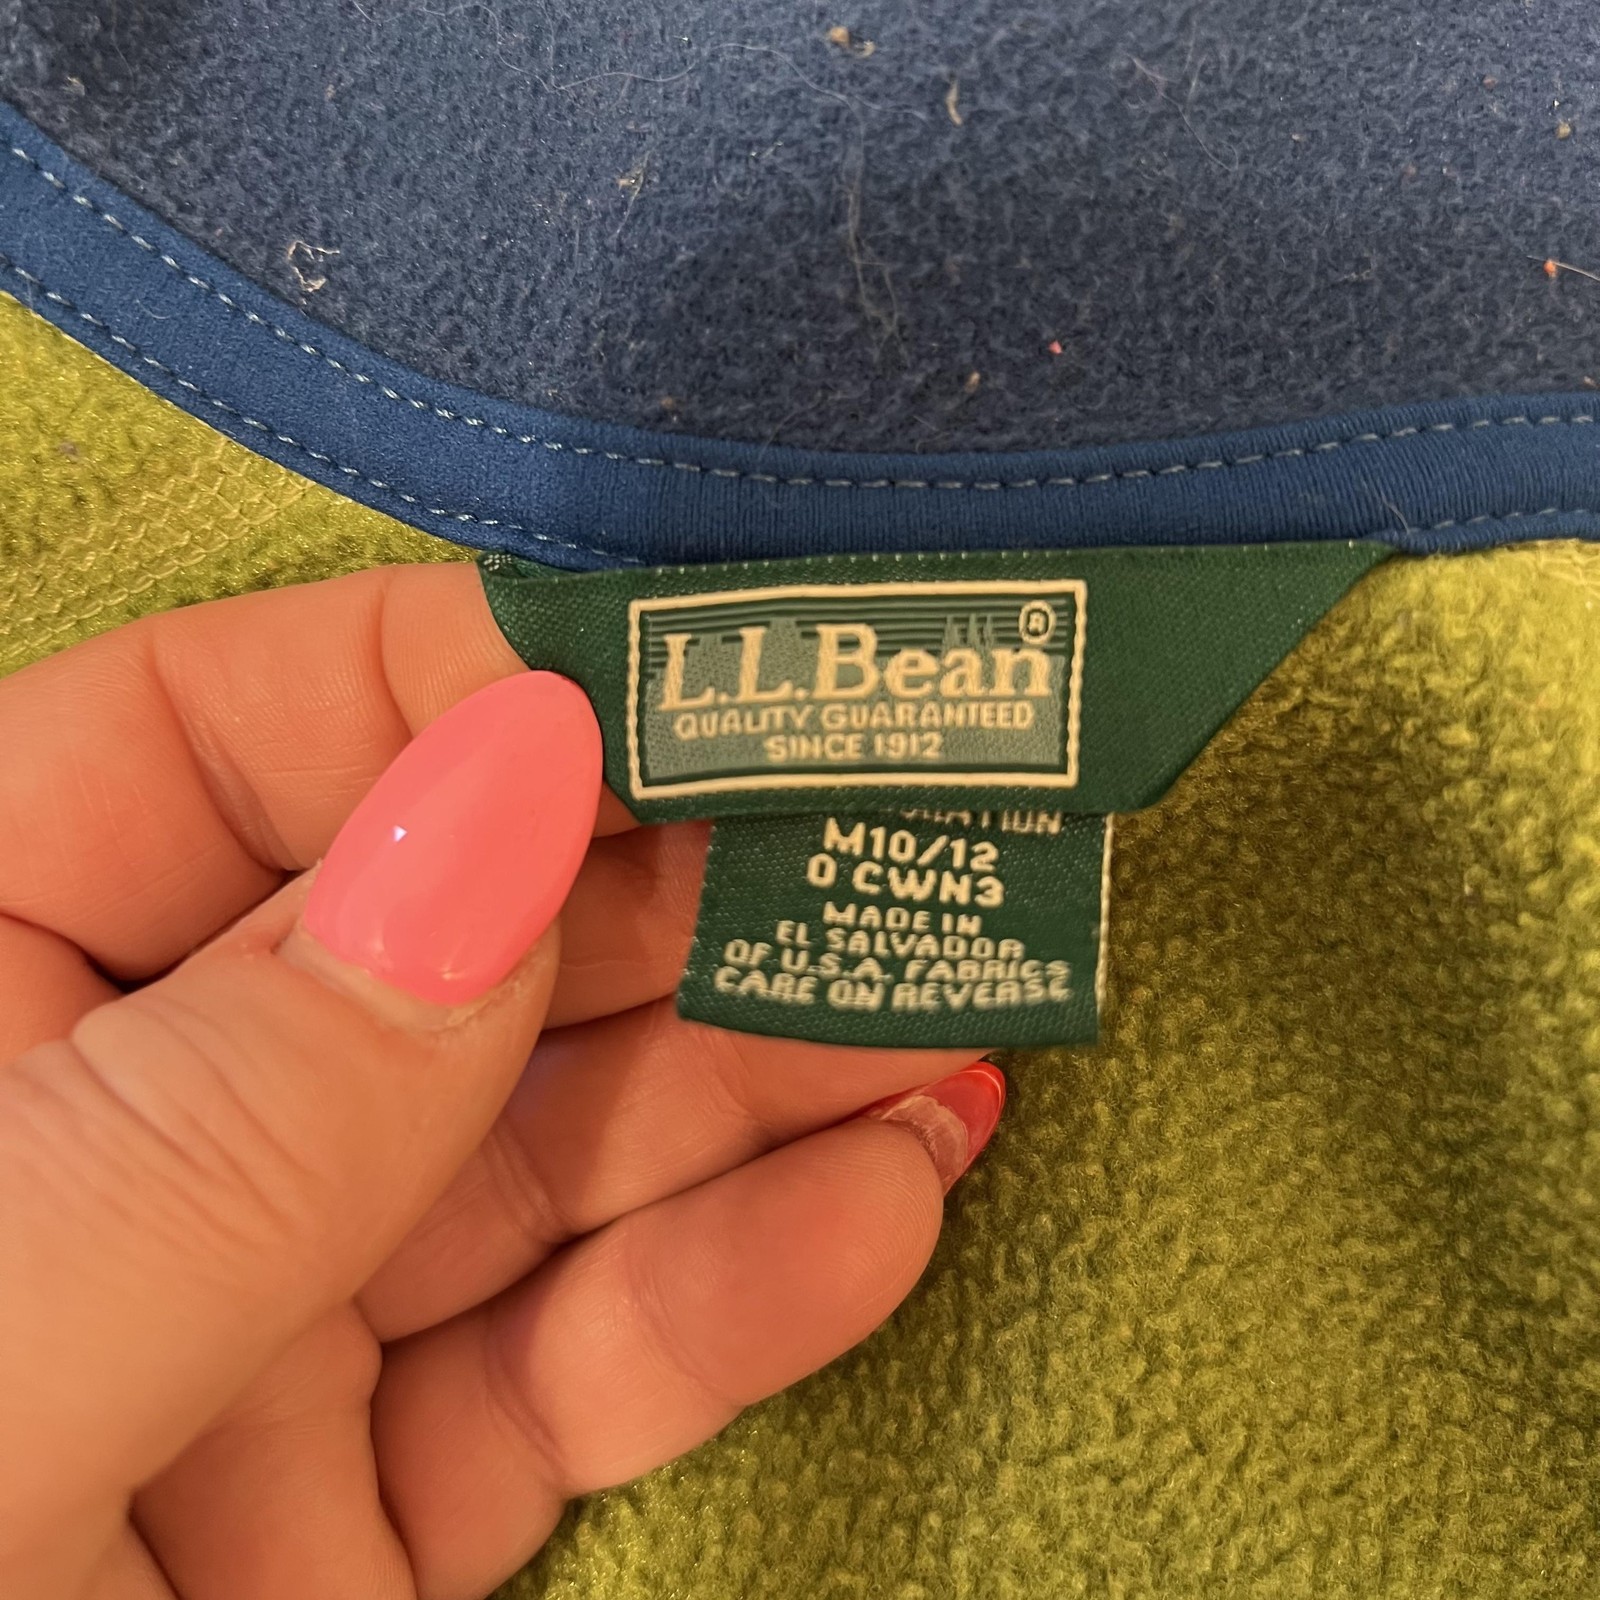 L.L.Bean®
QUALITY GUARANTEED
SINCE 1912
M10/12
0 CWN3
MADE IN
EL SALVADOR
OF U.S.A. FABRICS
CARE ON REVERSE